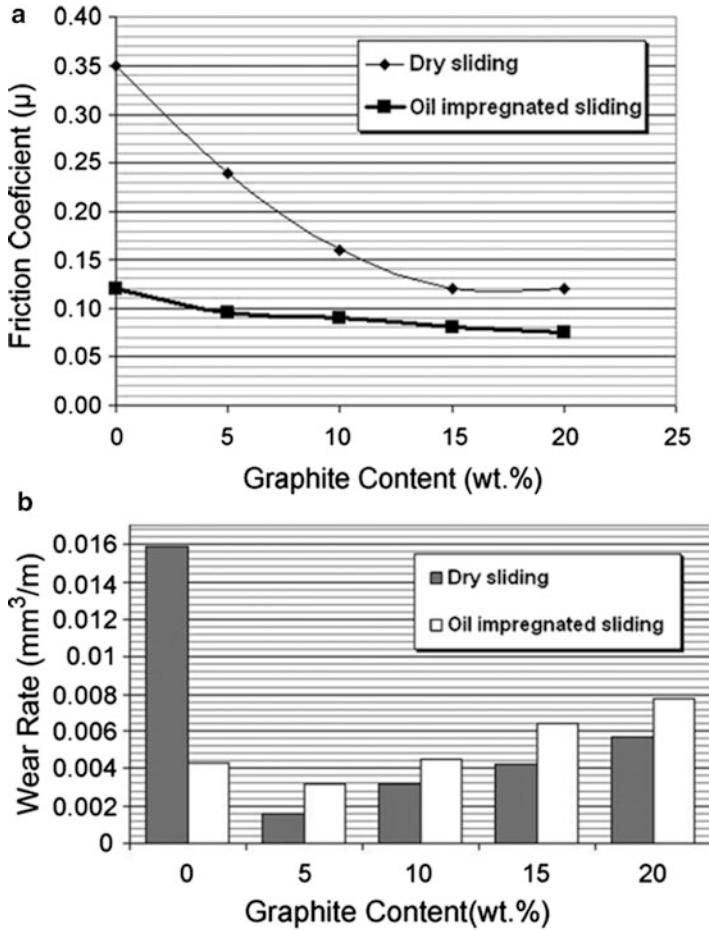 a
0.40
0.35
0.30
0.25
0.20
0.15
0.10
0.05
0.00
Friction Coefficient (μ)
Dry sliding
Oil impregnated sliding
0 5 10 15 20 25
Graphite Content (wt.%)
b
0.016
0.014
0.012
0.01
0.008
0.006
0.004
0.002
0
Wear Rate (mm³/m)
Dry sliding
Oil impregnated sliding
0 5 10 15 20
Graphite Content(wt.%)